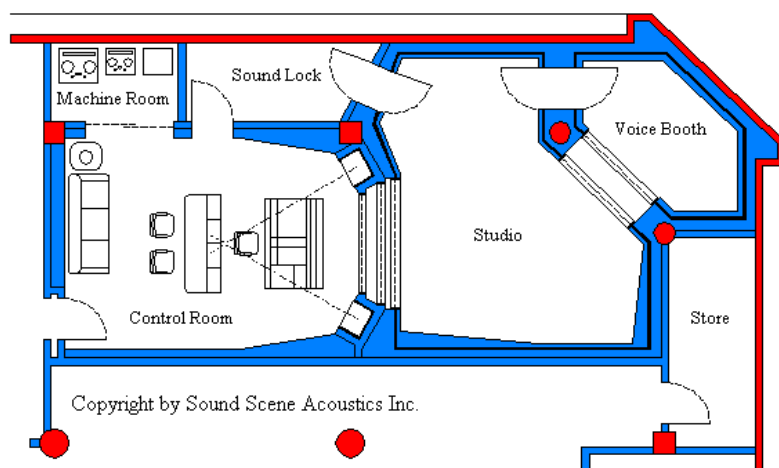 Sound Lock
Machine Room
Voice Booth
Studio
Control Room
Store
Copyright by Sound Scene Acoustics Inc.